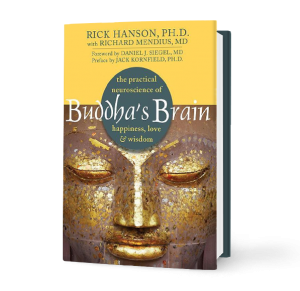 RICK HANSON, PH.D.
with RICHARD MENDIUS, MD
Foreword by DANIEL J. SIEGEL, MD
Preface by JACK KORNFIELD, PH.D.
the practical
neuroscience of
Buddha's Brain
happiness, love
& wisdom